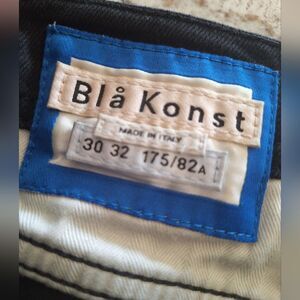 Blå Konst
MADE IN ITALY
30 32 175/82A